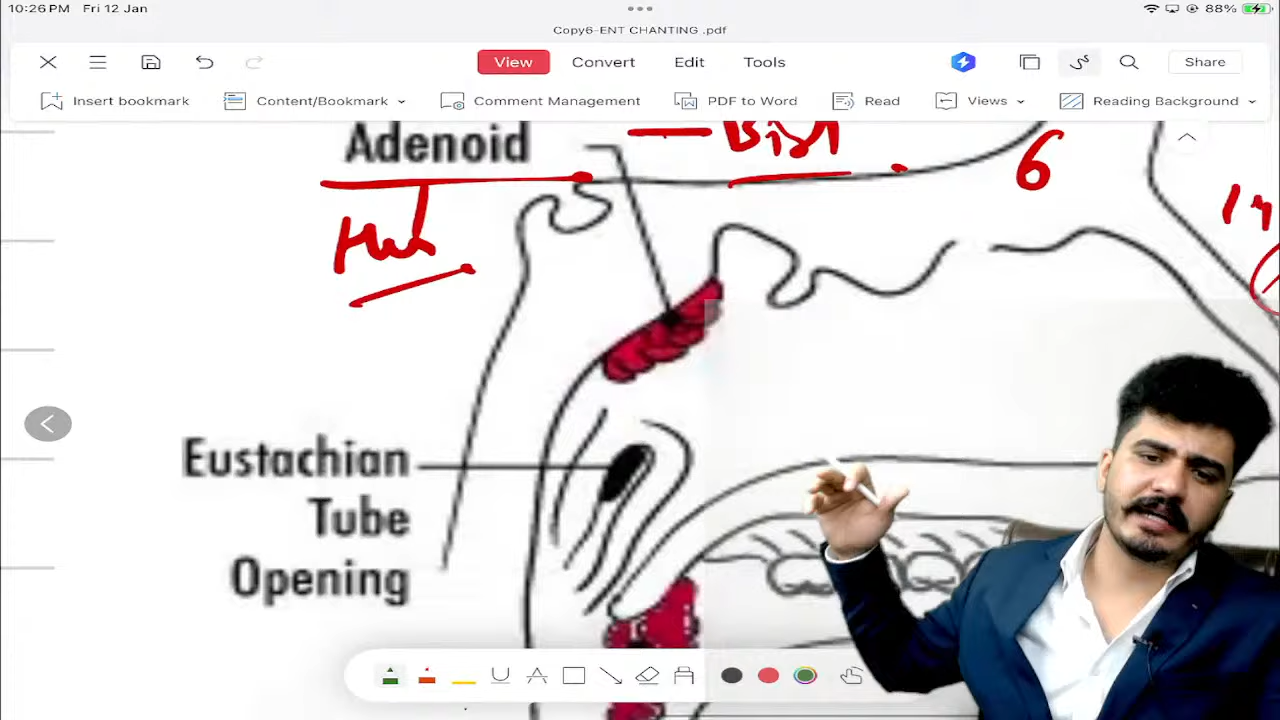 10:26 PM Fri 12 Jan
88%
Copy6-ENT CHANTING .pdf
View Convert Edit Tools
Share
Insert bookmark Content/Bookmark Comment Management PDF to Word Read Views Reading Background
Adenoid
6
Eustachian
Tube
Opening